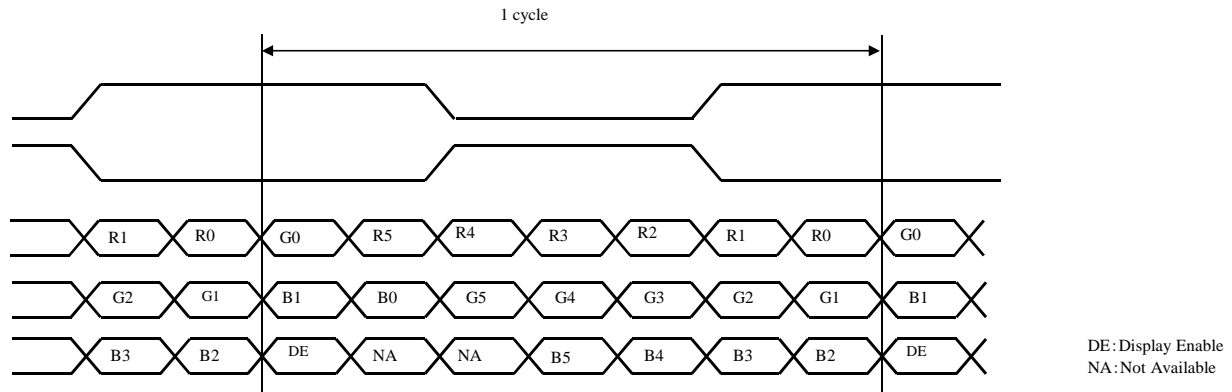 1 cycle
R1 R0 G0 R5 R4 R3 R2 R1 R0 G0
G2 G1 B1 B0 G5 G4 G3 G2 G1 B1
B3 B2 DE NA NA B5 B4 B3 B2 DE
DE:Display Enable
NA:Not Available